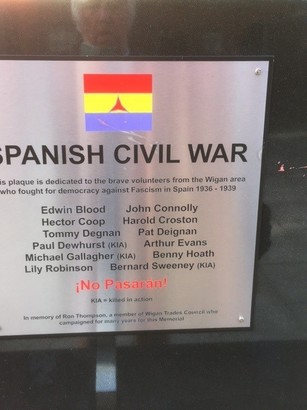 SPANISH CIVIL WAR
is plaque is dedicated to the brave volunteers from the Wigan area
who fought for democracy against Fascism in Spain 1936 - 1939
Edwin Blood John Connolly
Hector Coop Harold Croston
Tommy Degnan Pat Deignan
Paul Dewhurst (KIA) Arthur Evans
Michael Gallagher (KIA) Benny Hoath
Lily Robinson Bernard Sweeney (KIA)
¡No Pasarán!
KIA = killed in action
In memory of Ron Thompson, a member of Wigan Trades Council who
campaigned for many years for this Memorial